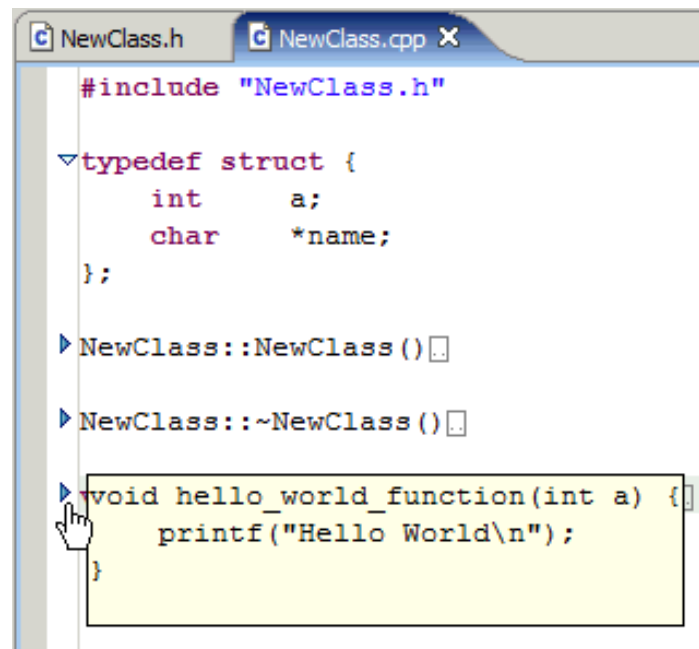 NewClass.h NewClass.cpp
#include "NewClass.h"
typedef struct {
int a;
char *name;
};
NewClass::NewClass()
NewClass::~NewClass()
void hello_world_function(int a) {
printf("Hello World\n");
}